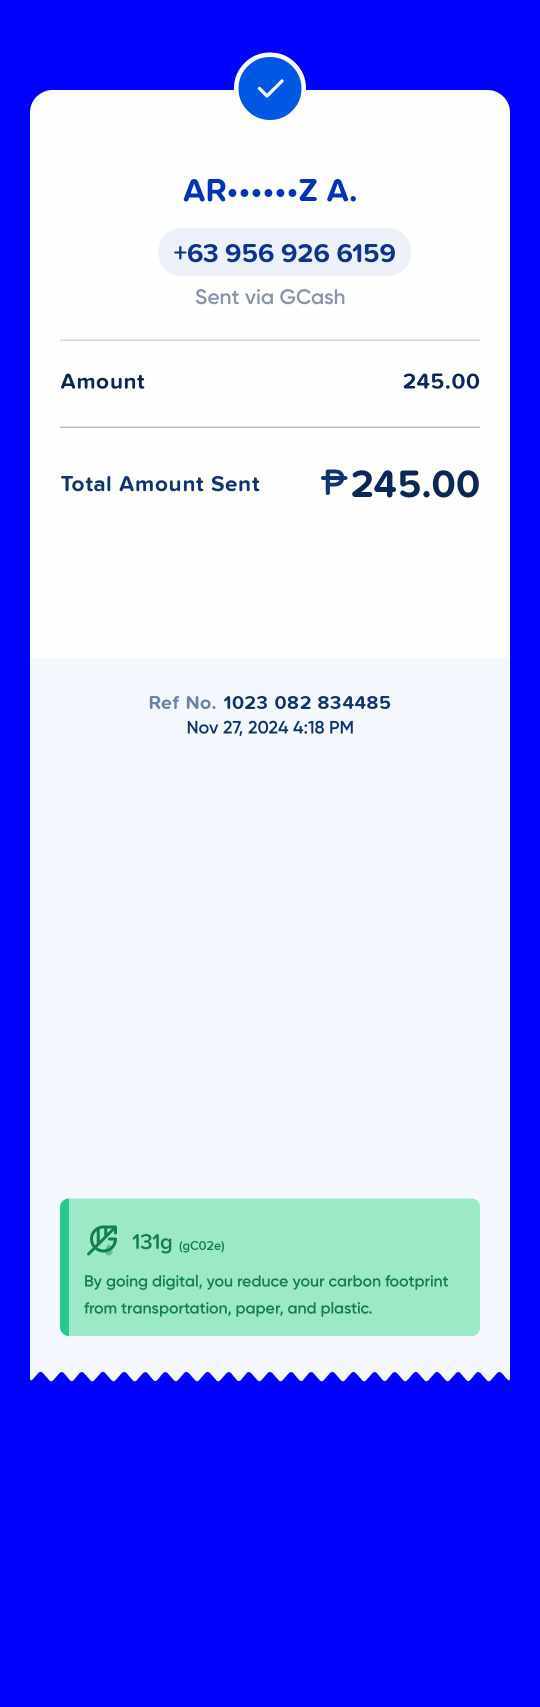 AR••••••Z A.
+63 956 926 6159
Sent via GCash
Amount 245.00
Total Amount Sent ₱245.00
Ref No. 1023 082 834485
Nov 27, 2024 4:18 PM
131g (gC02e)
By going digital, you reduce your carbon footprint
from transportation, paper, and plastic.